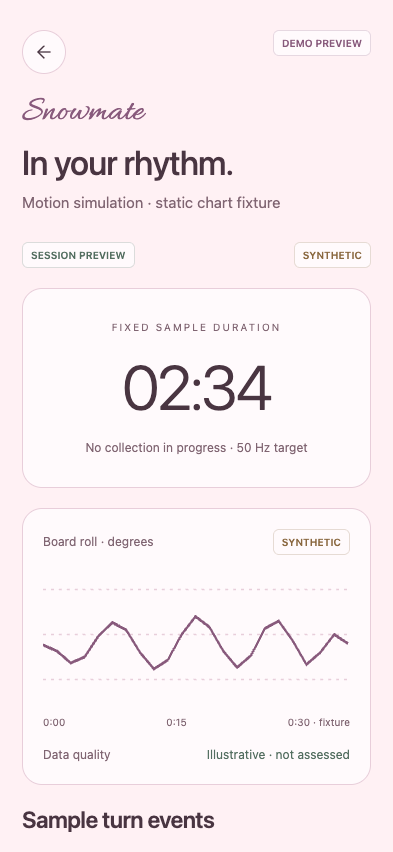 DEMO PREVIEW
Snowmate
In your rhythm.
Motion simulation · static chart fixture
SESSION PREVIEW
SYNTHETIC
FIXED SAMPLE DURATION
02:34
No collection in progress · 50 Hz target
Board roll · degrees
SYNTHETIC
0:00 0:15 0:30 · fixture
Data quality
Illustrative · not assessed
Sample turn events